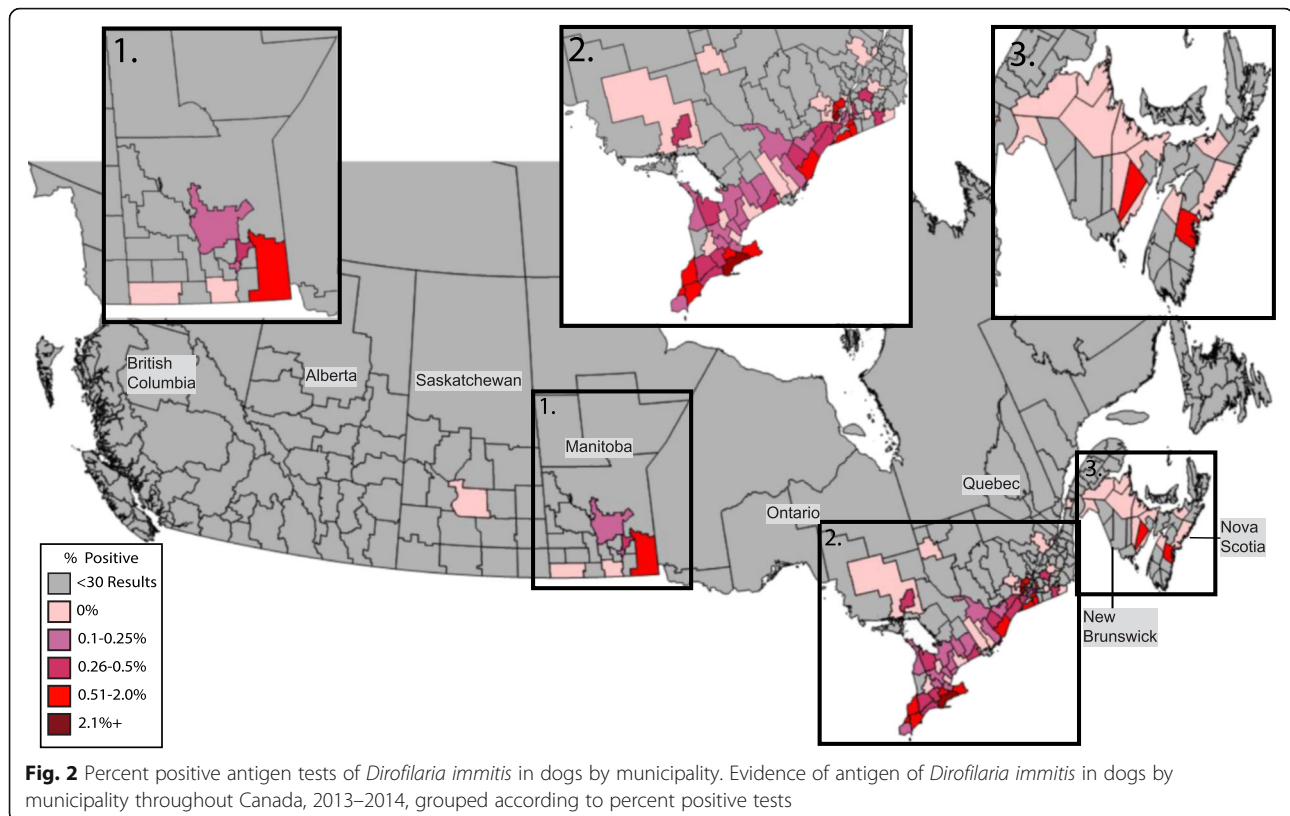 1.
2.
3.
British
Columbia
Alberta
Saskatchewan
1.
Manitoba
Ontario
Quebec
2.
3.
Nova
Scotia
New
Brunswick
% Positive
<30 Results
0%
0.1-0.25%
0.26-0.5%
0.51-2.0%
2.1%+
Fig. 2 Percent positive antigen tests of Dirofilaria immitis in dogs by municipality. Evidence of antigen of Dirofilaria immitis in dogs by
municipality throughout Canada, 2013–2014, grouped according to percent positive tests